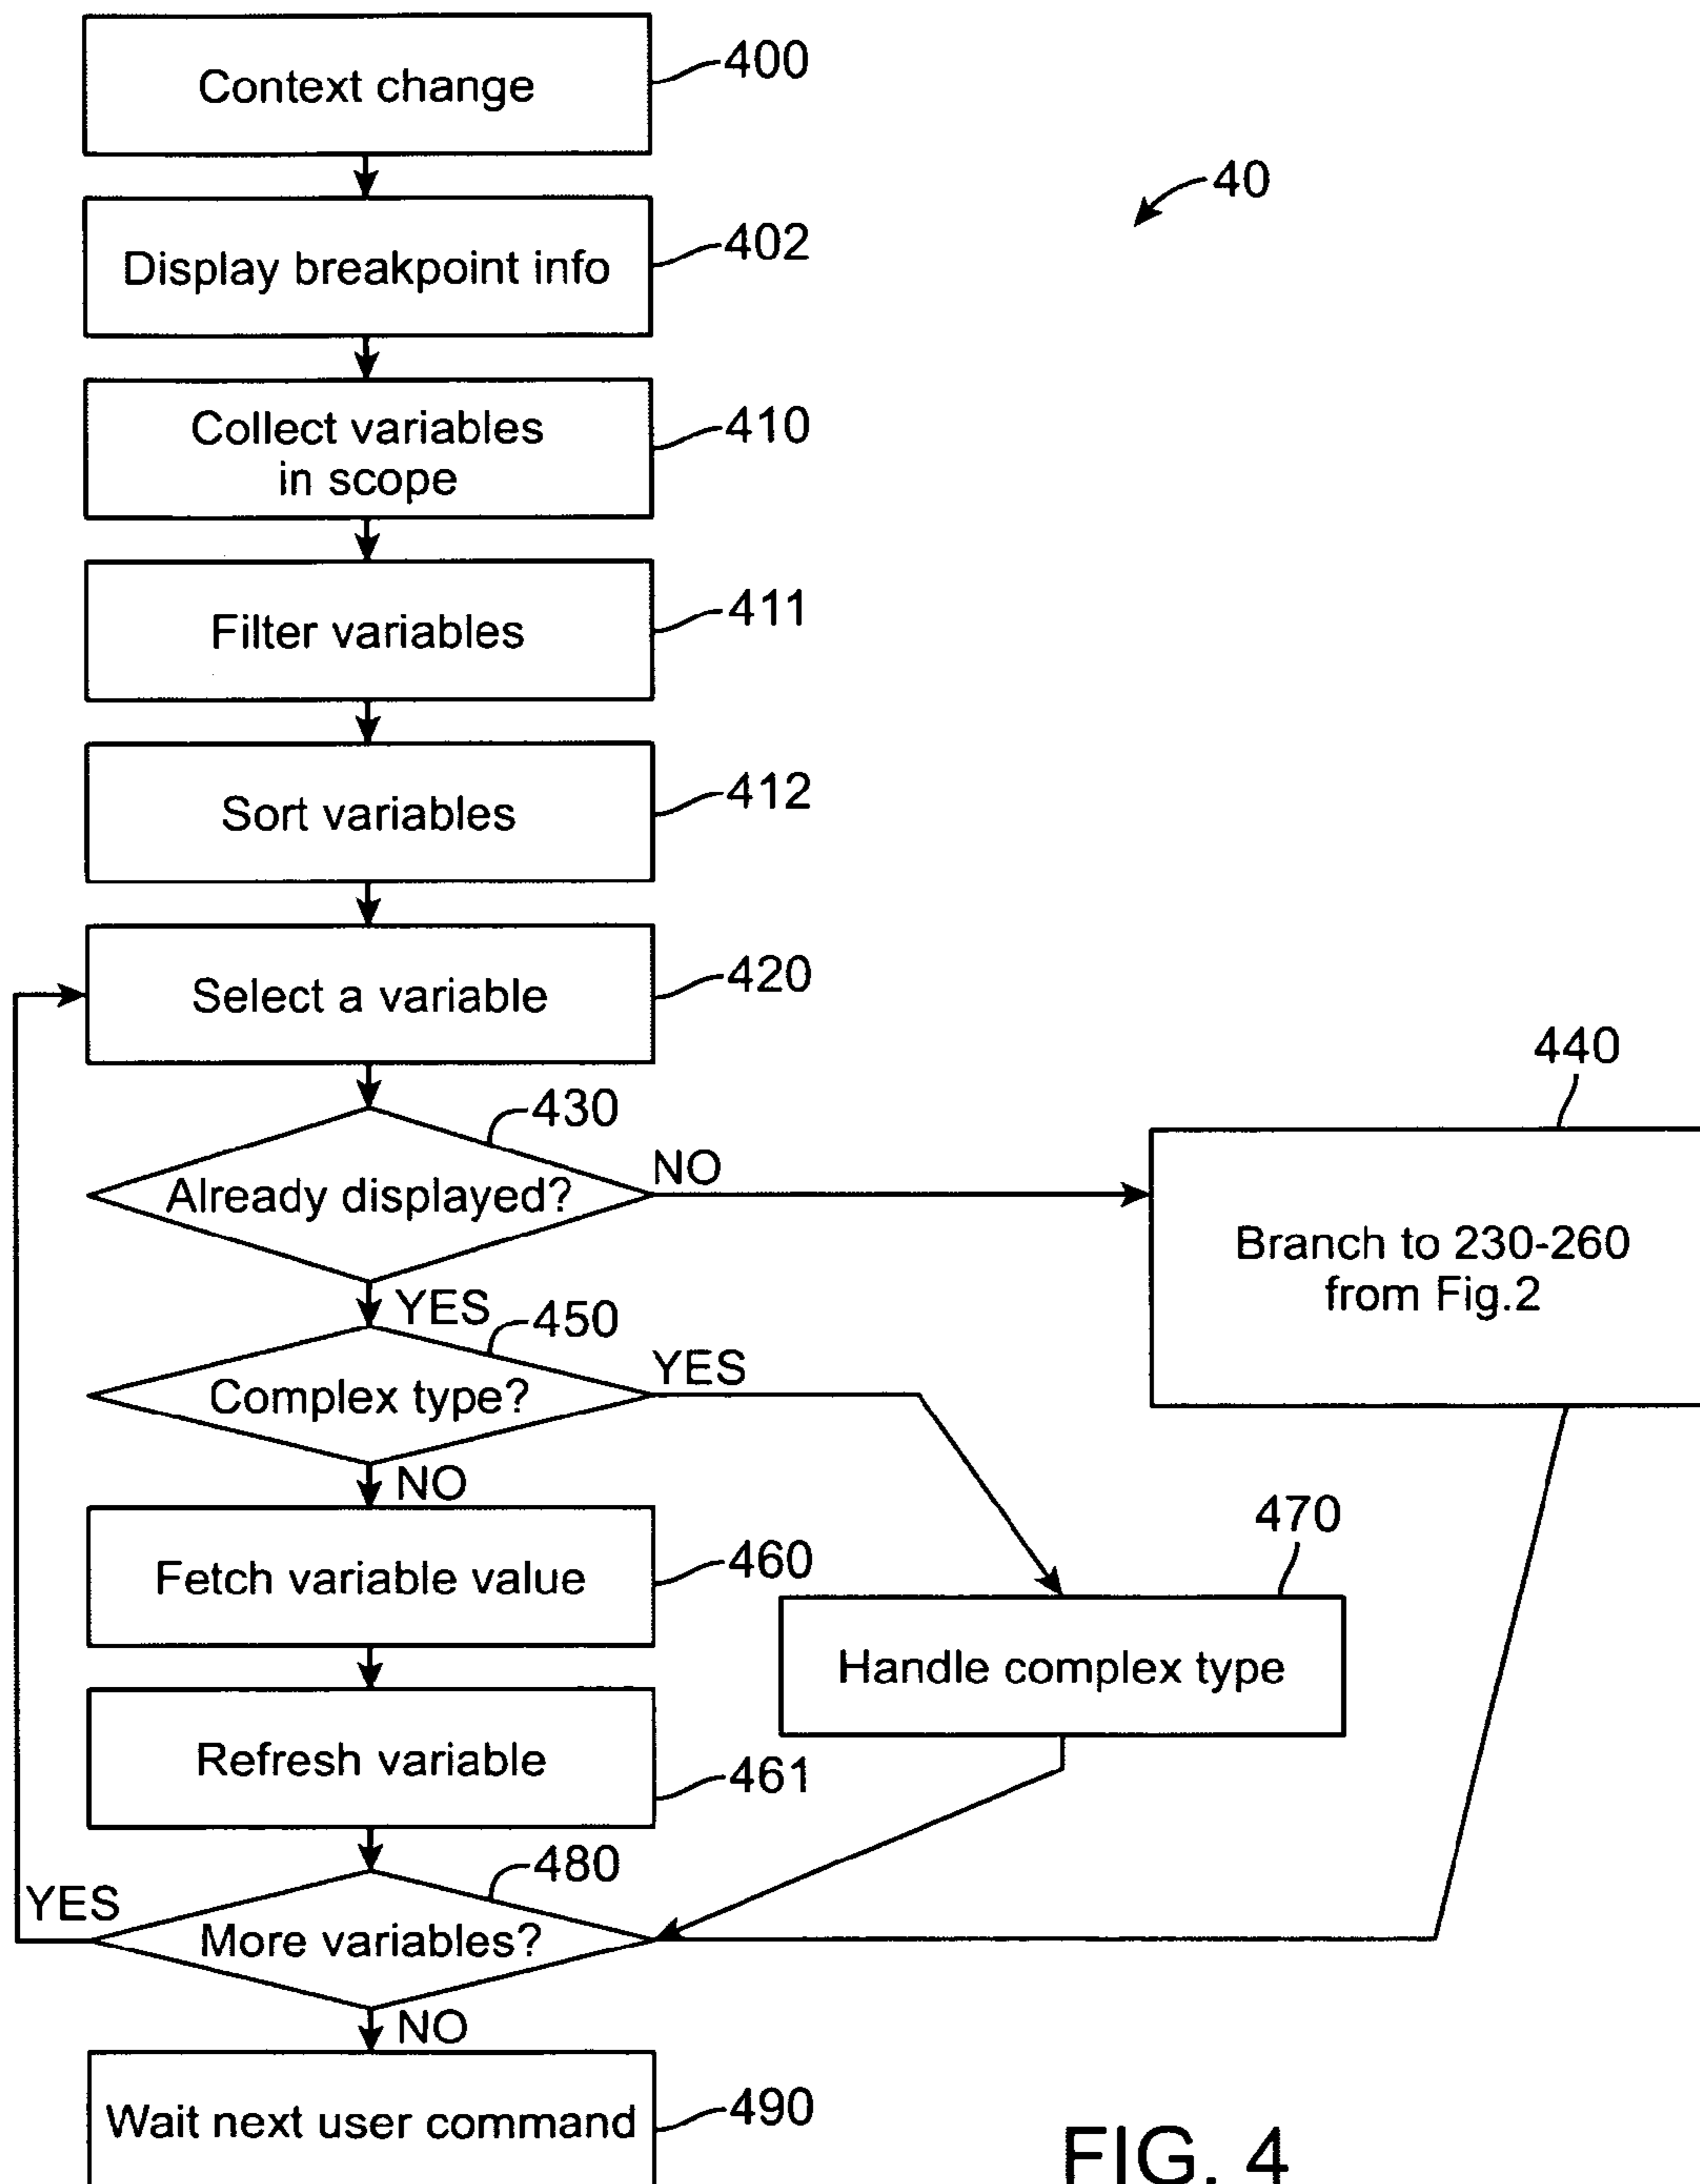 Context change
400
40
Display breakpoint info
402
Collect variables
in scope
410
Filter variables
411
Sort variables
412
Select a variable
420
430
Already displayed?
NO
440
Branch to 230-260
from Fig.2
YES
450
Complex type?
YES
NO
Fetch variable value
460
470
Handle complex type
Refresh variable
461
480
YES
More variables?
NO
Wait next user command
490
FIG. 4